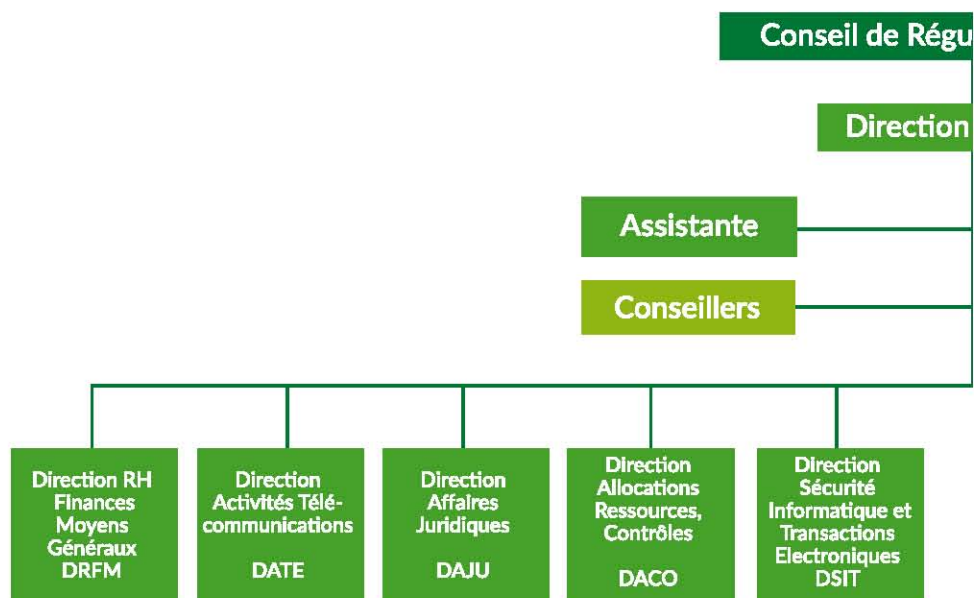 Conseil de Régu
Direction
Assistante
Conseillers
Direction RH
Finances
Moyens
Généraux
DRFM
Direction
Activités Télé-
communications
DATE
Direction
Affaires
Juridiques
DAJU
Direction
Allocations
Ressources,
Contrôles
DACO
Direction
Sécurité
Informatique et
Transactions
Electroniques
DSIT